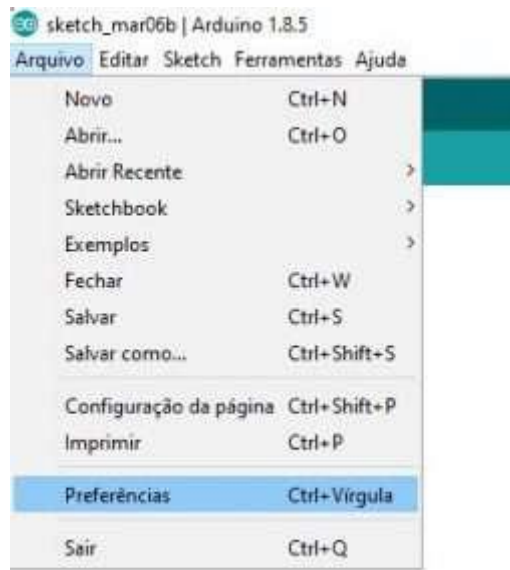 sketch_mar06b | Arduino 1.8.5
Arquivo Editar Sketch Ferramentas Ajuda
Novo Ctrl+N
Abrir... Ctrl+O
Abrir Recente
Sketchbook
Exemplos
Fechar Ctrl+W
Salvar Ctrl+S
Salvar como... Ctrl+Shift+S
Configuração da página Ctrl+Shift+P
Imprimir Ctrl+P
Preferências Ctrl+Vírgula
Sair Ctrl+Q